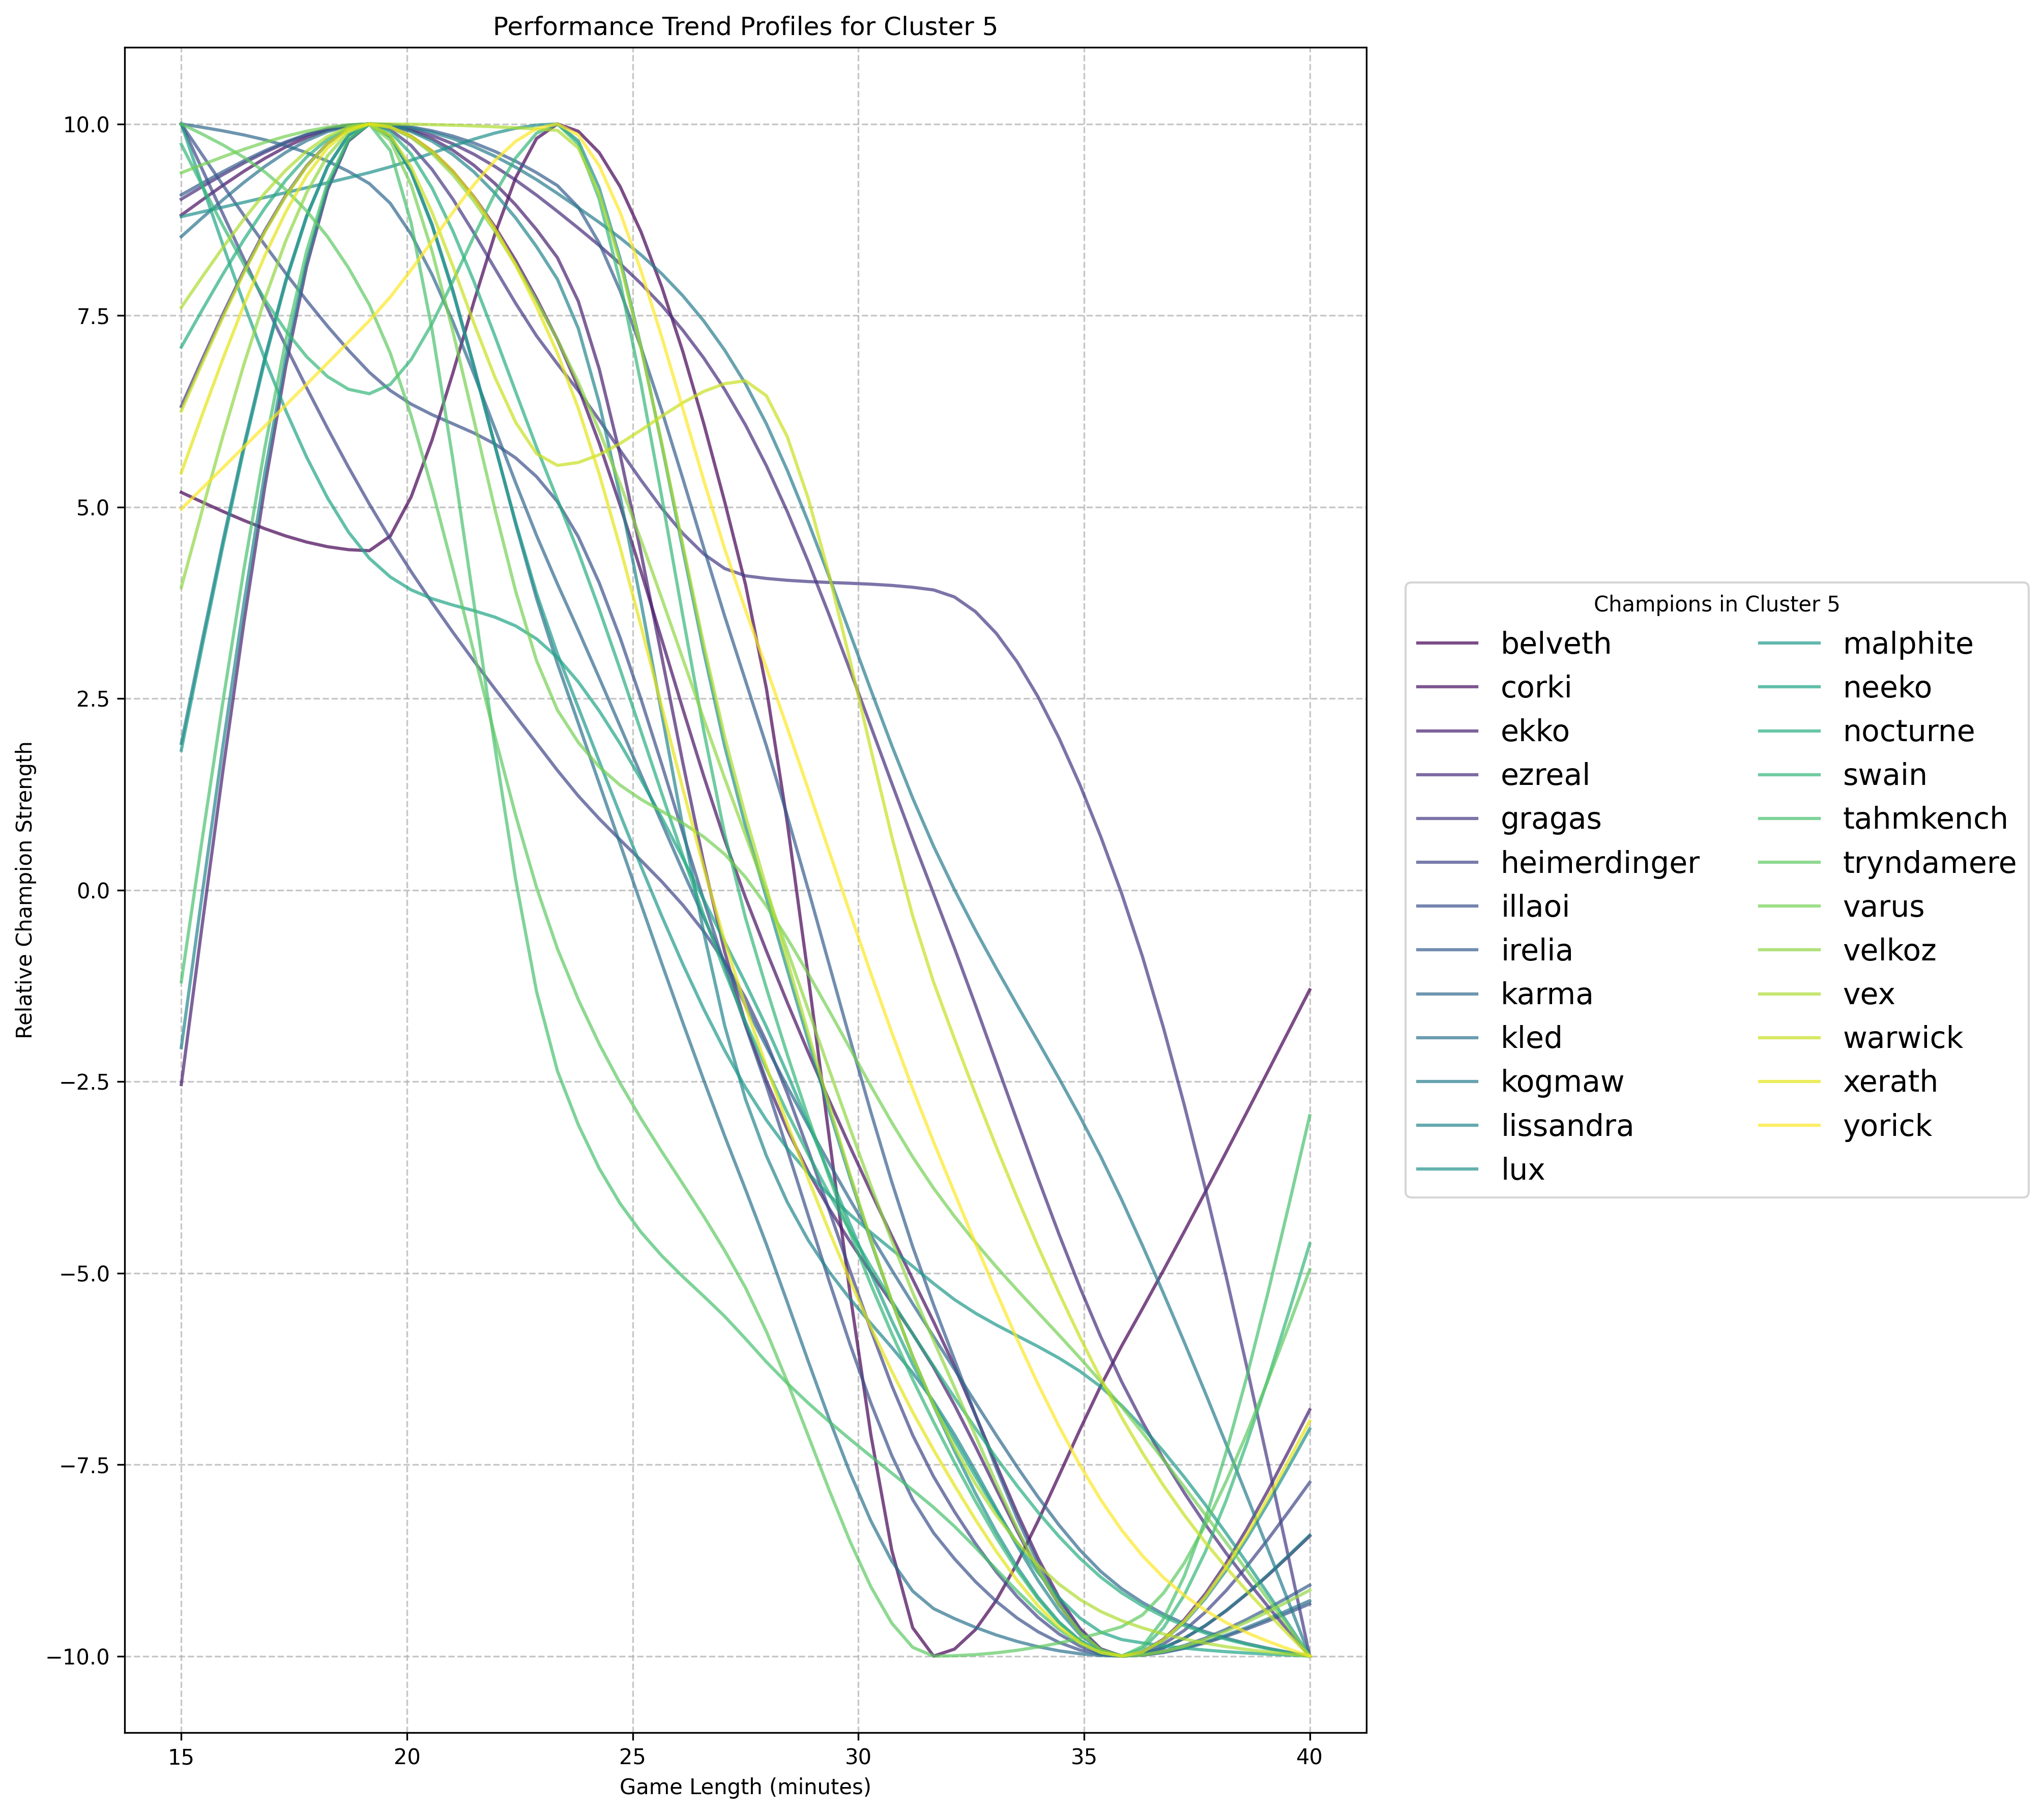 Performance Trend Profiles for Cluster 5
10.0
7.5
5.0
2.5
0.0
−2.5
−5.0
−7.5
−10.0
Relative Champion Strength
15 20 25 30 35 40
Game Length (minutes)
Champions in Cluster 5
belveth
corki
ekko
ezreal
gragas
heimerdinger
illaoi
irelia
karma
kled
kogmaw
lissandra
lux
malphite
neeko
nocturne
swain
tahmkench
tryndamere
varus
velkoz
vex
warwick
xerath
yorick